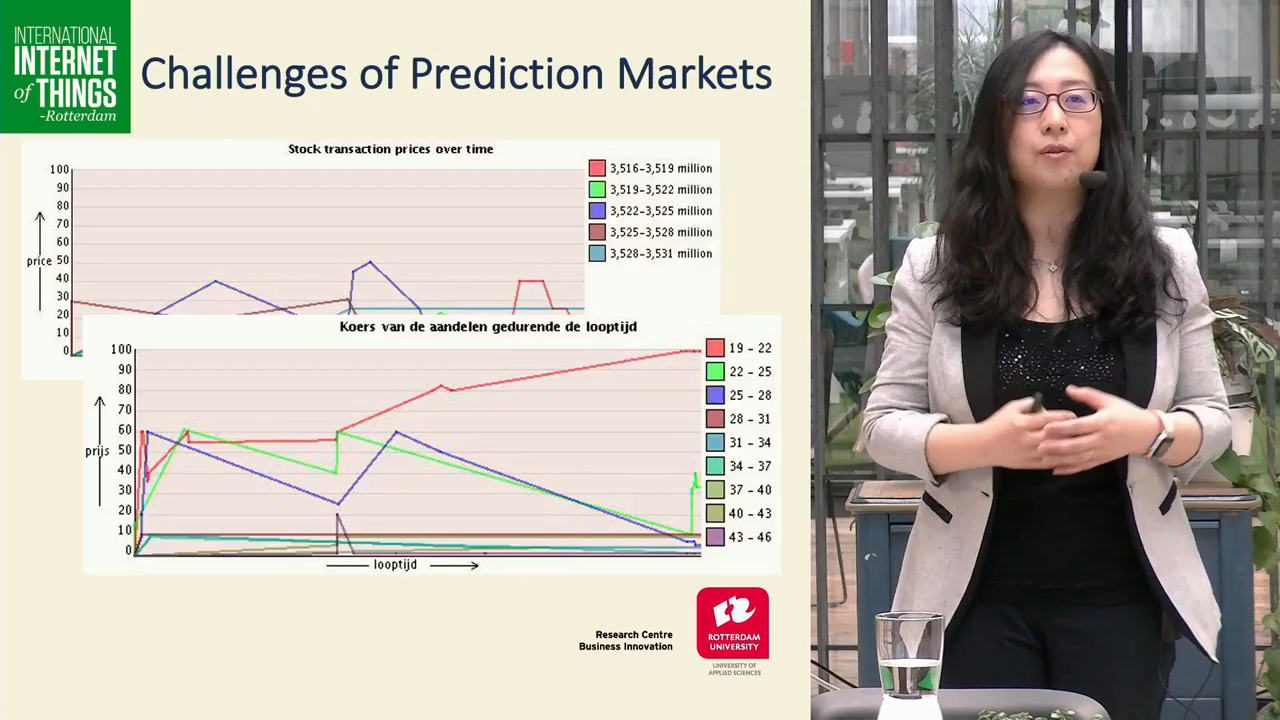 INTERNATIONAL
INTERNET
of THINGS
-Rotterdam
Challenges of Prediction Markets
Stock transaction prices over time
100
90
80
70
60
50
40
30
20
10
0
price
3,516-3,519 million
3,519-3,522 million
3,522-3,525 million
3,525-3,528 million
3,528-3,531 million
Koers van de aandelen gedurende de looptijd
100
90
80
70
60
50
40
30
20
10
0
prijs
looptijd
19 - 22
22 - 25
25 - 28
28 - 31
31 - 34
34 - 37
37 - 40
40 - 43
43 - 46
Research Centre
Business Innovation
ROTTERDAM
UNIVERSITY
UNIVERSITY
OF APPLIED SCIENCES